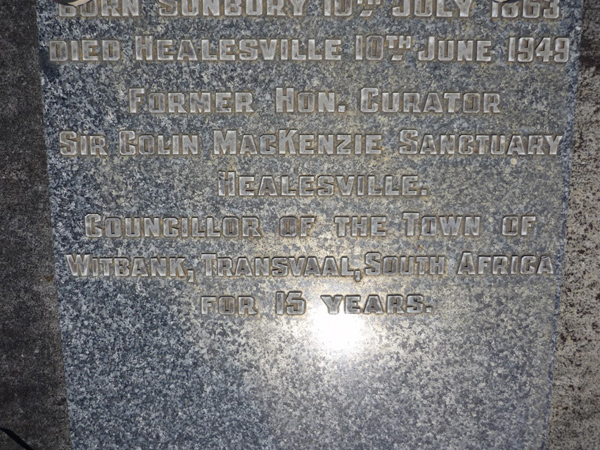 BORN SUNBURY 10TH JULY 1863
DIED HEALESVILLE 10TH JUNE 1949
FORMER HON. CURATOR
SIR COLIN MACKENZIE SANCTUARY
HEALESVILLE.
COUNCILLOR OF THE TOWN OF
WITBANK, TRANSVAAL, SOUTH AFRICA
FOR 15 YEARS.